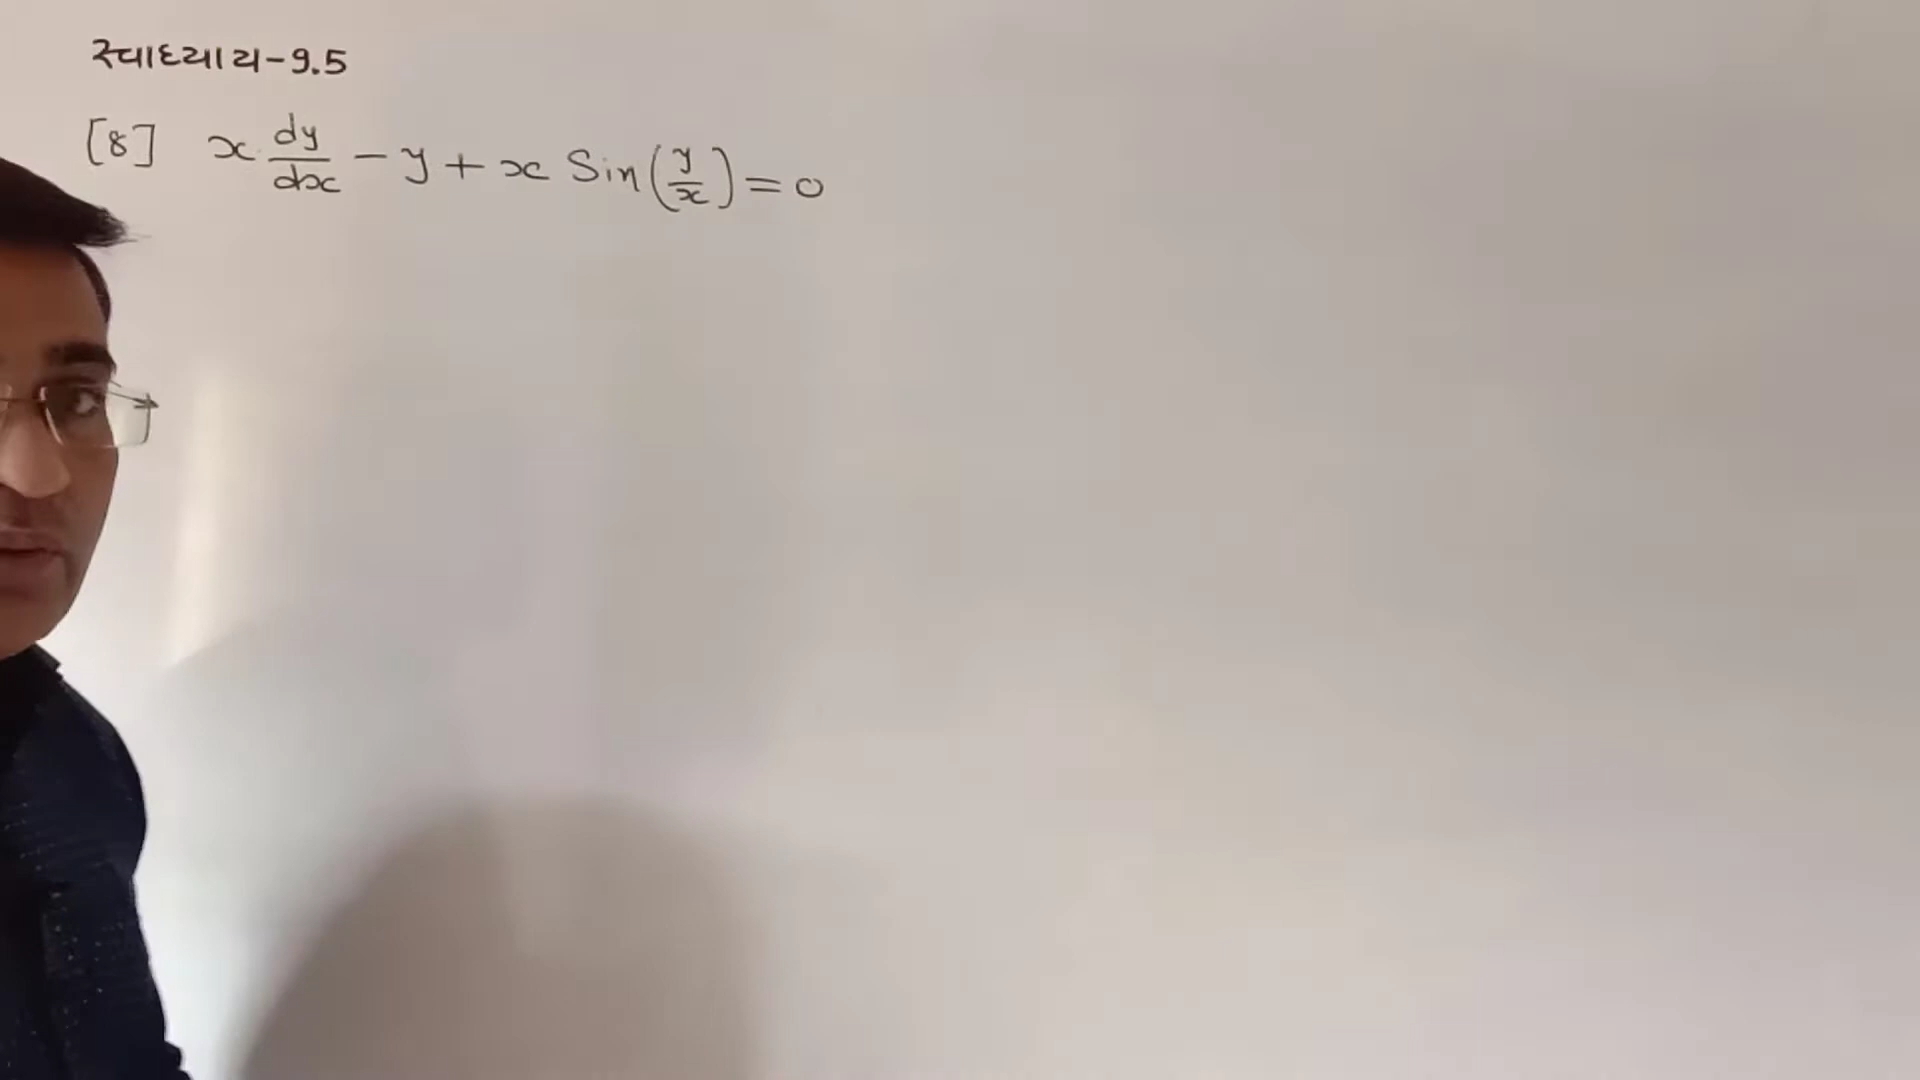 સ્વાધ્યાય-9.5
[8] x dy/dx - y + x Sin(y/x) = 0